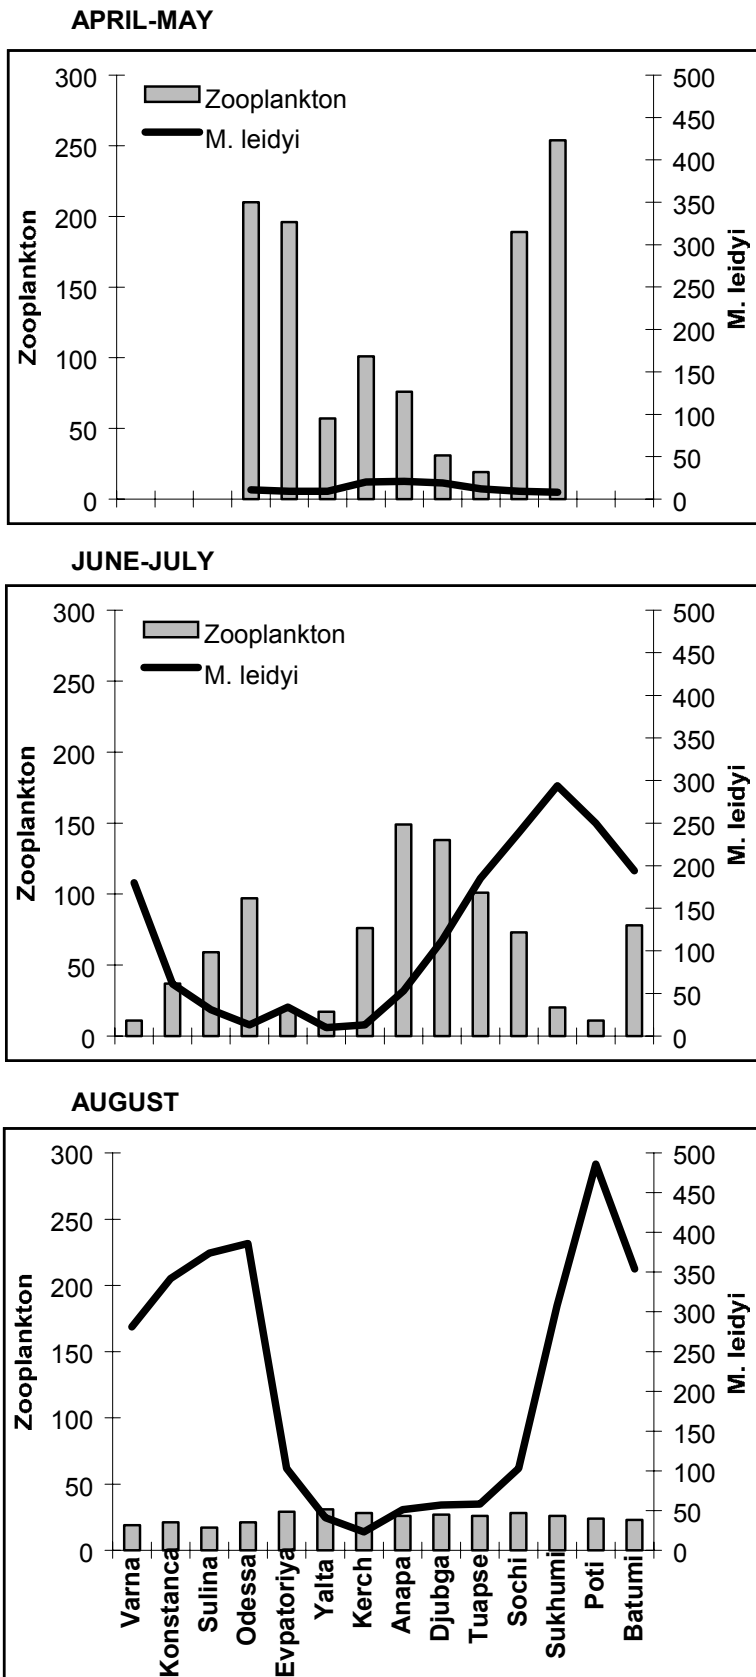 APRIL-MAY
300
250
200
150
100
50
0
Zooplankton
Zooplankton
M. leidyi
500
450
400
350
300
250
200
150
100
50
0
M. leidyi
JUNE-JULY
300
250
200
150
100
50
0
Zooplankton
Zooplankton
M. leidyi
500
450
400
350
300
250
200
150
100
50
0
M. leidyi
AUGUST
300
250
200
150
100
50
0
Zooplankton
500
450
400
350
300
250
200
150
100
50
0
M. leidyi
Varna
Konstanca
Sulina
Odessa
Evpatoriya
Yalta
Kerch
Anapa
Djubga
Tuapse
Sochi
Sukhumi
Poti
Batumi